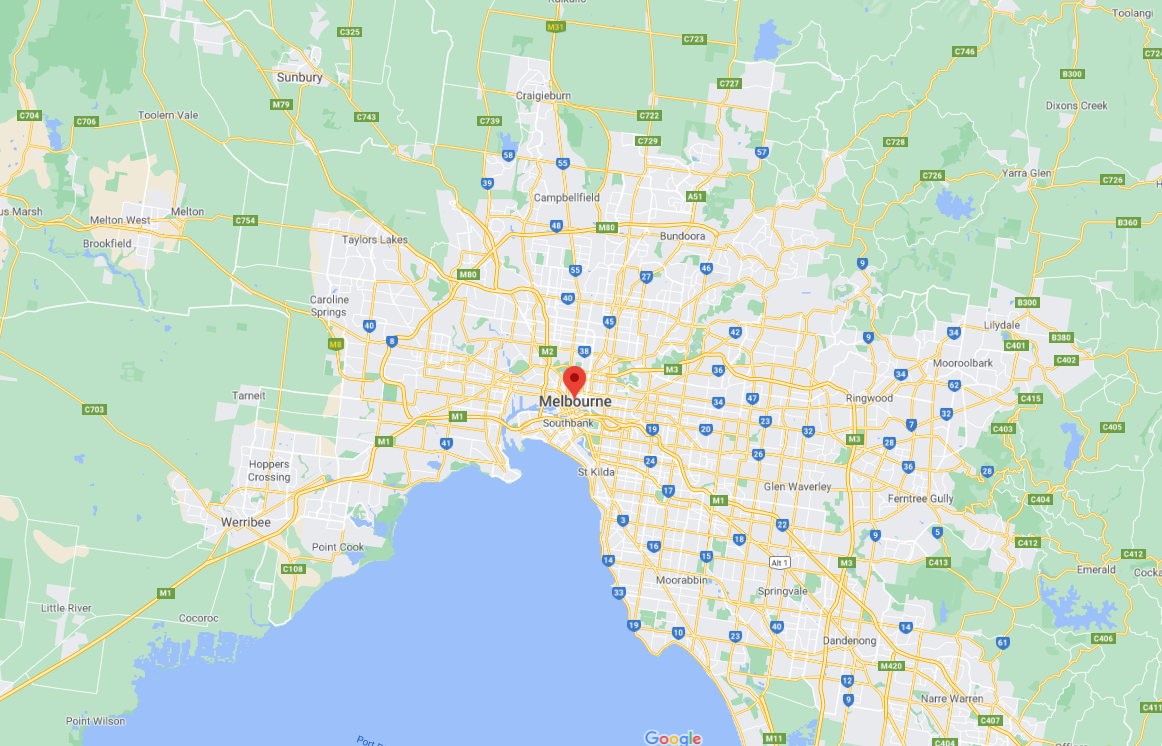 C325
M31
C723
Toolangi
C746
Sunbury
B300
C727
Craigieburn
M79
Dixons Creek
C704
C706
Toolern Vale
C743
C739
C722
C729
C728
58
55
57
39
Yarra Glen
C726
C726
A51
Campbellfield
us Marsh
Melton West
Melton
C754
48
M80
B360
Taylors Lakes
Bundoora
Brookfield
9
M80
55
27
46
Caroline
Springs
40
B300
40
45
Lilydale
8
M8
42
9
34
C401
B380
M2
38
Mooroolbark
C402
M3
36
34
62
Tarneit
Melbourne
47
Ringwood
C415
C703
34
32
M1
Southbank
23
7
C403
C405
19
20
32
M1
41
M3
28
26
Hoppers
Crossing
St Kilda
24
36
28
17
Glen Waverley
M1
Ferntree Gully
C404
Werribee
3
22
5
18
9
Point Cook
16
C412
15
C412
14
Alt 1
M3
C413
C108
Emerald
Cocka
Moorabbin
M1
33
Springvale
Little River
Cocoroc
19
10
40
14
23
Dandenong
61
C406
M420
12
9
Narre Warren
C411
Point Wilson
C407
Google
M11
C404